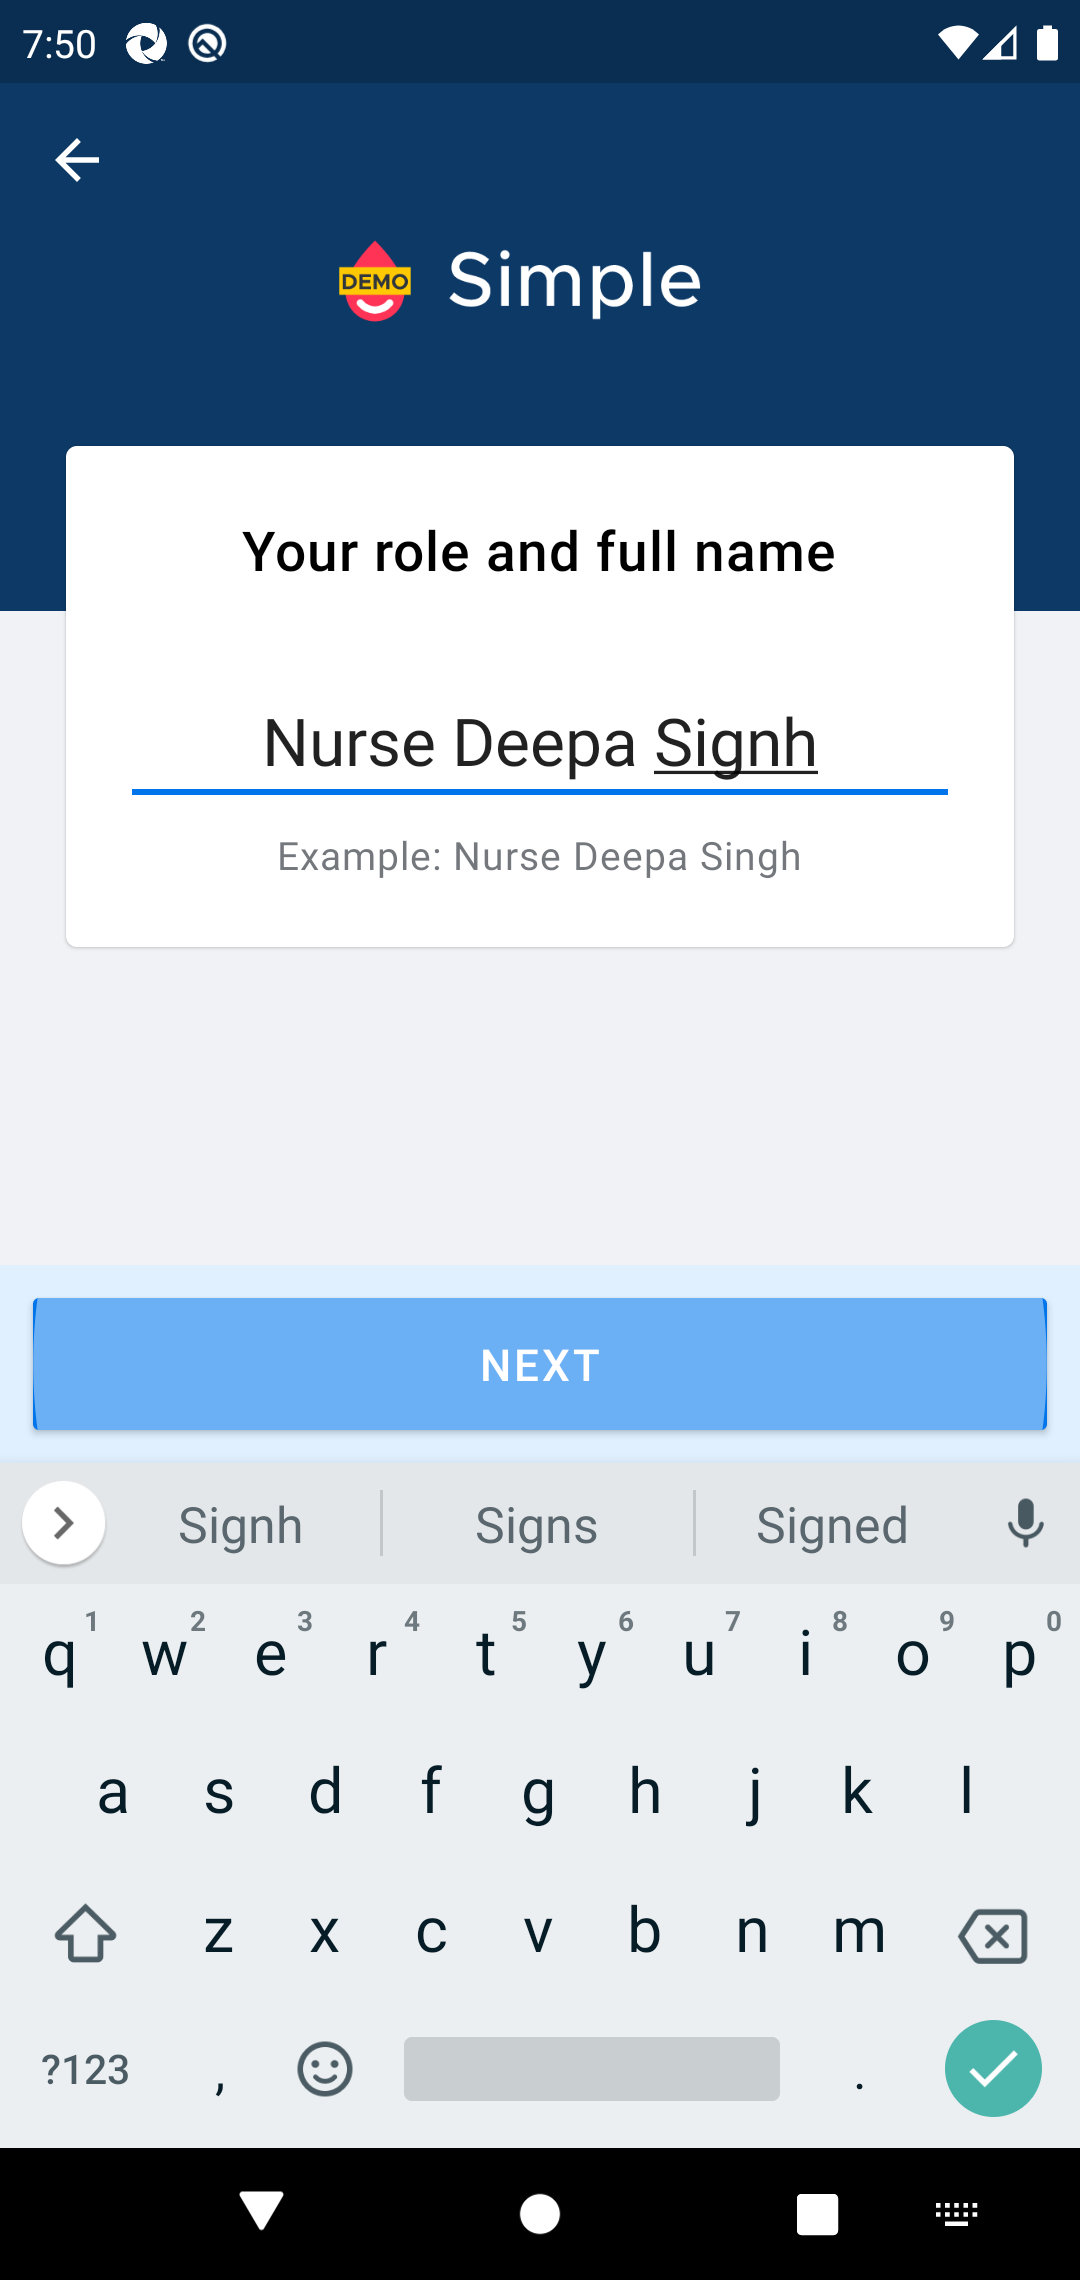 7:50
DEMO Simple
Your role and full name
Nurse Deepa Signh
Example: Nurse Deepa Singh
NEXT
Signh Signs Signed
1 2 3 4 5 6 7 8 9 0
q w e r t y u i o p
a s d f g h j k l
z x c v b n m
?123 , .